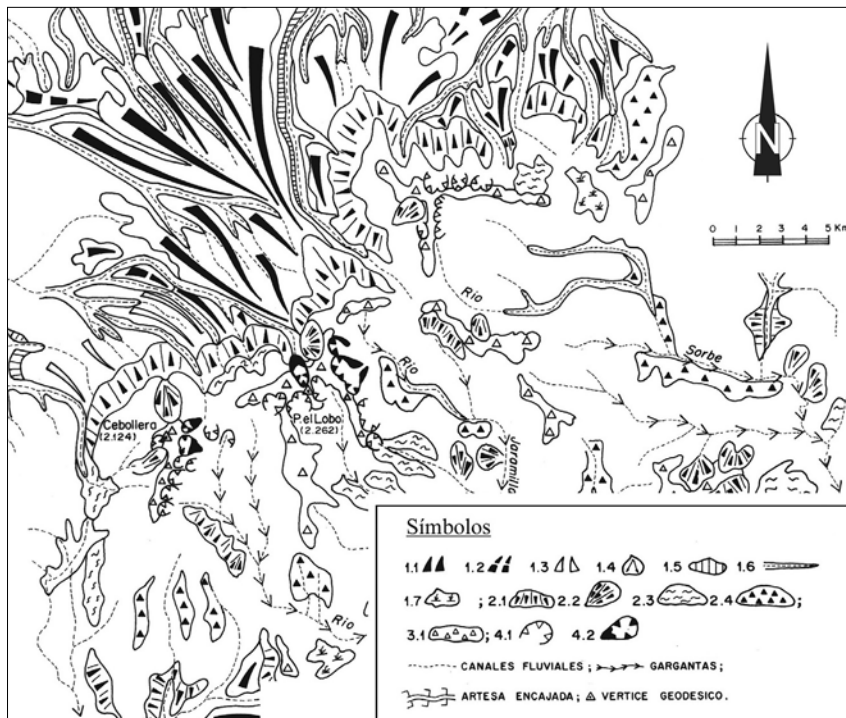 N
0 1 2 3 4 5 Km
Río
Río
Sorbe
Cebollera
(2.124)
P.el Lobo
(2.262)
Jaramilla
Río
L
Símbolos
1.1 1.2 1.3 1.4 1.5 1.6
1.7 ; 2.1 2.2 2.3 2.4 ;
3.1 ; 4.1 4.2
CANALES FLUVIALES ; GARGANTAS ;
ARTESA ENCAJADA ; VERTICE GEODESICO.